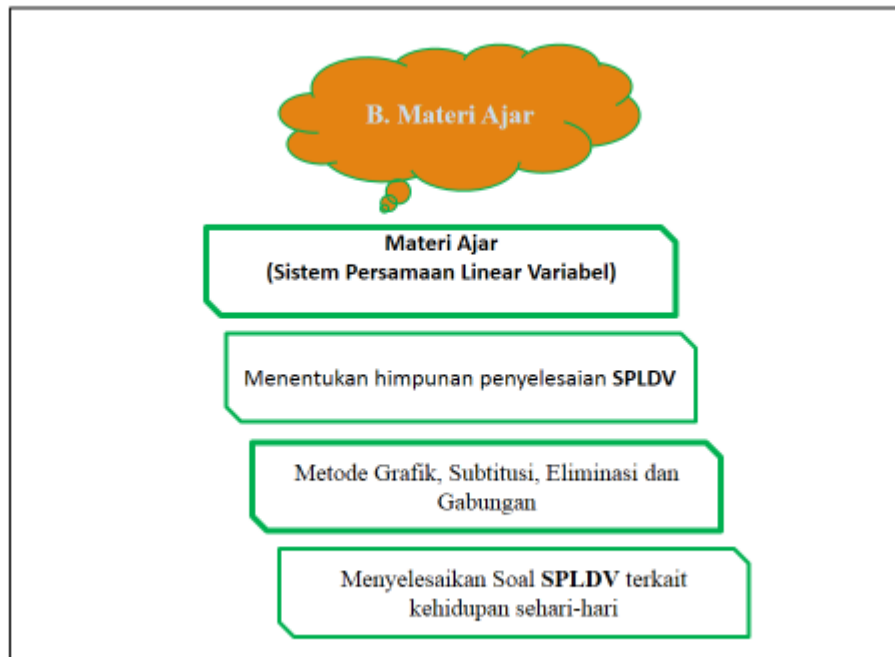 B. Materi Ajar
Materi Ajar
(Sistem Persamaan Linear Variabel)
Menentukan himpunan penyelesaian SPLDV
Metode Grafik, Subtitusi, Eliminasi dan
Gabungan
Menyelesaikan Soal SPLDV terkait
kehidupan sehari-hari